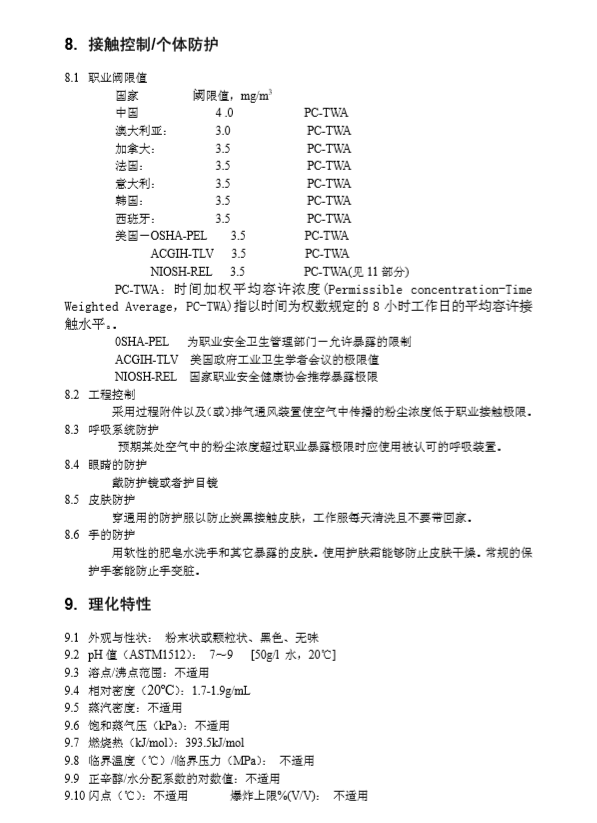 8. 接触控制/个体防护
8.1 职业阈限值
国家 阈限值，mg/m³
中国 4 .0 PC-TWA
澳大利亚： 3.0 PC-TWA
加拿大： 3.5 PC-TWA
法国： 3.5 PC-TWA
意大利： 3.5 PC-TWA
韩国： 3.5 PC-TWA
西班牙： 3.5 PC-TWA
美国－OSHA-PEL 3.5 PC-TWA
ACGIH-TLV 3.5 PC-TWA
NIOSH-REL 3.5 PC-TWA(见 11 部分)
PC-TWA：时间加权平均容许浓度(Permissible concentration-Time
Weighted Average，PC-TWA)指以时间为权数规定的 8 小时工作日的平均容许接
触水平。.
0SHA-PEL 为职业安全卫生管理部门－允许暴露的限制
ACGIH-TLV 美国政府工业卫生学者会议的极限值
NIOSH-REL 国家职业安全健康协会推荐暴露极限
8.2 工程控制
采用过程附件以及(或)排气通风装置使空气中传播的粉尘浓度低于职业接触极限。
8.3 呼吸系统防护
预期某处空气中的粉尘浓度超过职业暴露极限时应使用被认可的呼吸装置。
8.4 眼睛的防护
戴防护镜或者护目镜
8.5 皮肤防护
穿通用的防护服以防止炭黑接触皮肤，工作服每天清洗且不要带回家。
8.6 手的防护
用软性的肥皂水洗手和其它暴露的皮肤。使用护肤霜能够防止皮肤干燥。常规的保
护手套能防止手变脏。
9. 理化特性
9.1 外观与性状： 粉末状或颗粒状、黑色、无味
9.2 pH 值（ASTM1512）： 7～9 [50g/l 水，20℃]
9.3 溶点/沸点范围：不适用
9.4 相对密度（20℃）：1.7-1.9g/mL
9.5 蒸汽密度：不适用
9.6 饱和蒸气压（kPa）：不适用
9.7 燃烧热（kJ/mol）：393.5kJ/mol
9.8 临界温度（℃）/临界压力（MPa）： 不适用
9.9 正辛醇/水分配系数的对数值：不适用
9.10 闪点（℃）：不适用 爆炸上限%(V/V)： 不适用